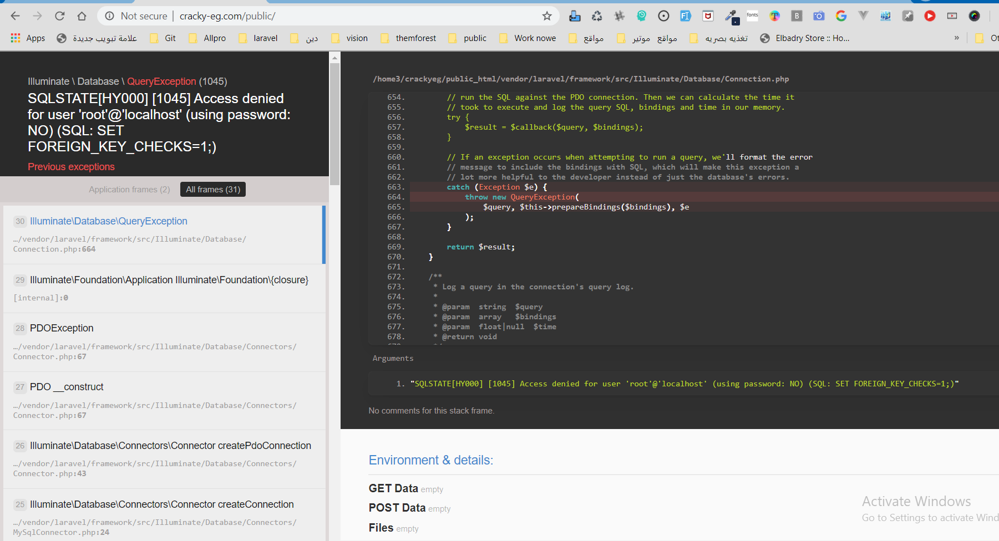 Not secure | cracky-eg.com/public/
Apps علامة تبويب جديدة Git Allpro laravel دين vision themforest public Work nowe مواقع مواقع موتير تغذيه بصريه Elbadry Store :: Ho... »
Illuminate \ Database \ QueryException (1045)
SQLSTATE[HY000] [1045] Access denied
for user 'root'@'localhost' (using password:
NO) (SQL: SET
FOREIGN_KEY_CHECKS=1;)
Previous exceptions
Application frames (2) All frames (31)
30 Illuminate\Database\QueryException
…/vendor/laravel/framework/src/Illuminate/Database/
Connection.php:664
29 Illuminate\Foundation\Application Illuminate\Foundation\{closure}
[internal]:0
28 PDOException
…/vendor/laravel/framework/src/Illuminate/Database/Connectors/
Connector.php:67
27 PDO __construct
…/vendor/laravel/framework/src/Illuminate/Database/Connectors/
Connector.php:67
26 Illuminate\Database\Connectors\Connector createPdoConnection
…/vendor/laravel/framework/src/Illuminate/Database/Connectors/
Connector.php:43
25 Illuminate\Database\Connectors\Connector createConnection
…/vendor/laravel/framework/src/Illuminate/Database/Connectors/
MySqlConnector.php:24
/home3/crackyeg/public_html/vendor/laravel/framework/src/Illuminate/Database/Connection.php
654. // run the SQL against the PDO connection. Then we can calculate the time it
655. // took to execute and log the query SQL, bindings and time in our memory.
656. try {
657. $result = $callback($query, $bindings);
658. }
659.
660. // If an exception occurs when attempting to run a query, we'll format the error
661. // message to include the bindings with SQL, which will make this exception a
662. // lot more helpful to the developer instead of just the database's errors.
663. catch (Exception $e) {
664. throw new QueryException(
665. $query, $this->prepareBindings($bindings), $e
666. );
667. }
668.
669. return $result;
670. }
671.
672. /**
673. * Log a query in the connection's query log.
674. *
675. * @param string $query
676. * @param array $bindings
677. * @param float|null $time
678. * @return void
Arguments
1. "SQLSTATE[HY000] [1045] Access denied for user 'root'@'localhost' (using password: NO) (SQL: SET FOREIGN_KEY_CHECKS=1;)"
No comments for this stack frame.
Environment & details:
GET Data empty
POST Data empty
Files empty
Activate Windows
Go to Settings to activate Wind